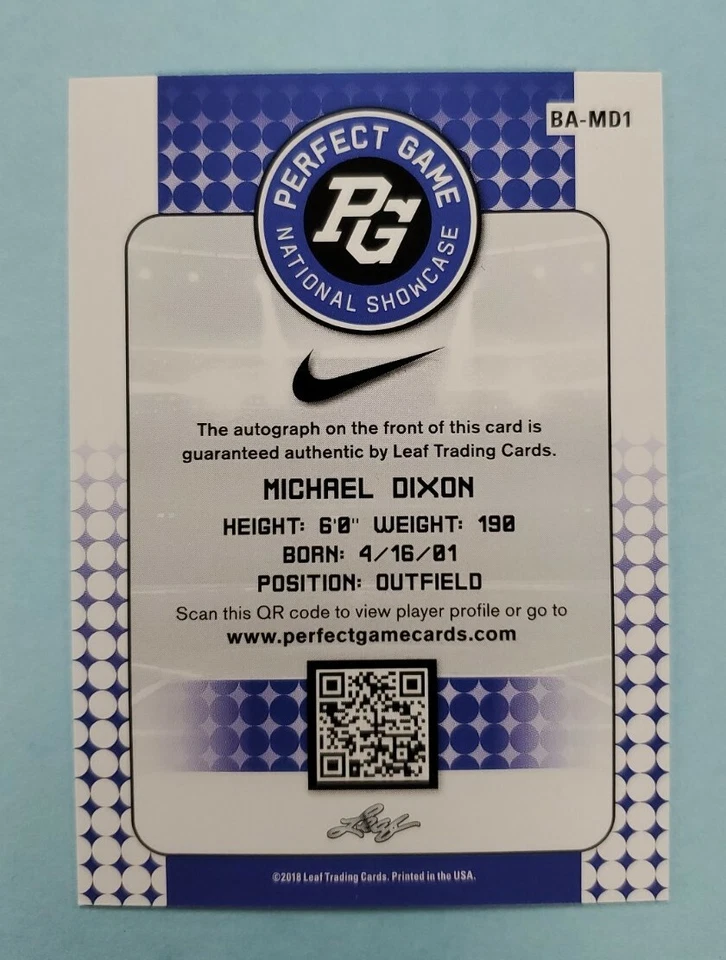 BA-MD1
PERFECT GAME
PG
NATIONAL SHOWCASE
The autograph on the front of this card is
guaranteed authentic by Leaf Trading Cards.
MICHAEL DIXON
HEIGHT: 6'0" WEIGHT: 190
BORN: 4/16/01
POSITION: OUTFIELD
Scan this QR code to view player profile or go to
www.perfectgamecards.com
Leaf
©2018 Leaf Trading Cards. Printed in the USA.